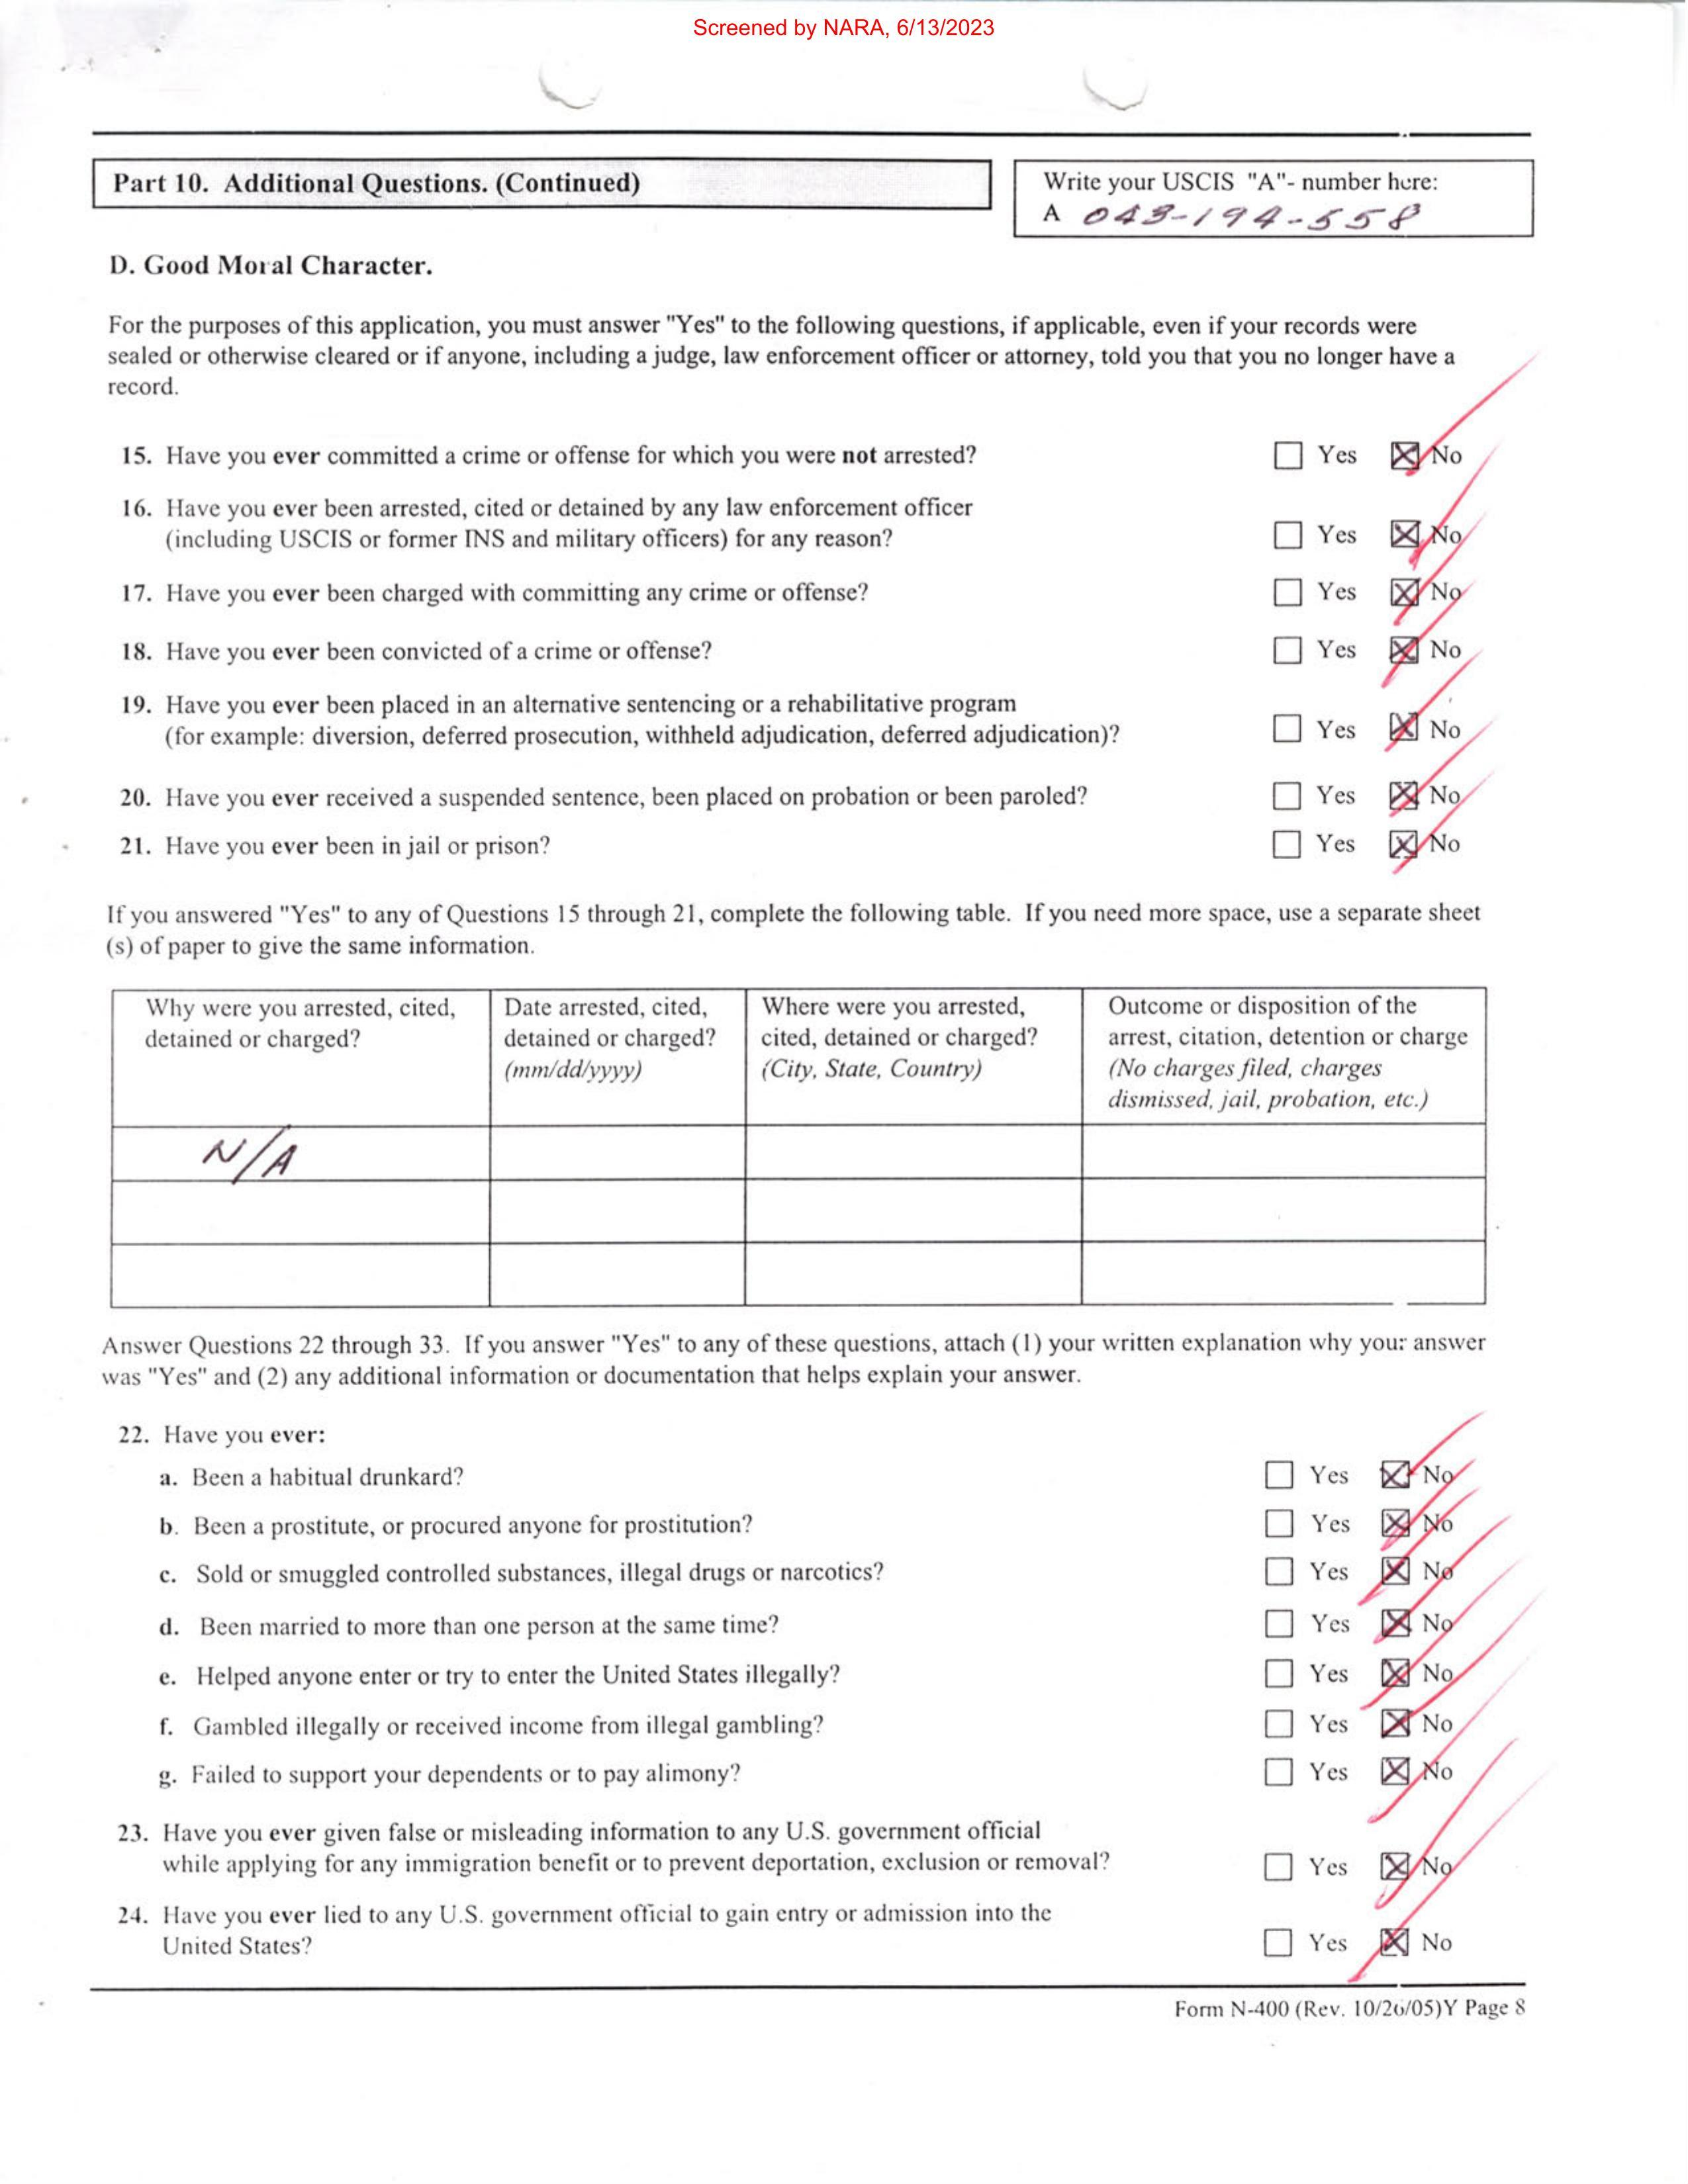 Screened by NARA, 6/13/2023
Part 10. Additional Questions. (Continued)
Write your USCIS "A"- number here:
A 043-194-558
D. Good Moral Character.
For the purposes of this application, you must answer "Yes" to the following questions, if applicable, even if your records were
sealed or otherwise cleared or if anyone, including a judge, law enforcement officer or attorney, told you that you no longer have a
record.
15. Have you ever committed a crime or offense for which you were not arrested? ☐ Yes ☒ No
16. Have you ever been arrested, cited or detained by any law enforcement officer
(including USCIS or former INS and military officers) for any reason? ☐ Yes ☒ No
17. Have you ever been charged with committing any crime or offense? ☐ Yes ☒ No
18. Have you ever been convicted of a crime or offense? ☐ Yes ☒ No
19. Have you ever been placed in an alternative sentencing or a rehabilitative program
(for example: diversion, deferred prosecution, withheld adjudication, deferred adjudication)? ☐ Yes ☒ No
20. Have you ever received a suspended sentence, been placed on probation or been paroled? ☐ Yes ☒ No
21. Have you ever been in jail or prison? ☐ Yes ☒ No
If you answered "Yes" to any of Questions 15 through 21, complete the following table. If you need more space, use a separate sheet
(s) of paper to give the same information.
Why were you arrested, cited,
detained or charged?
Date arrested, cited,
detained or charged?
(mm/dd/yyyy)
Where were you arrested,
cited, detained or charged?
(City, State, Country)
Outcome or disposition of the
arrest, citation, detention or charge
(No charges filed, charges
dismissed, jail, probation, etc.)
N/A
Answer Questions 22 through 33. If you answer "Yes" to any of these questions, attach (1) your written explanation why your answer
was "Yes" and (2) any additional information or documentation that helps explain your answer.
22. Have you ever:
a. Been a habitual drunkard? ☐ Yes ☒ No
b. Been a prostitute, or procured anyone for prostitution? ☐ Yes ☒ No
c. Sold or smuggled controlled substances, illegal drugs or narcotics? ☐ Yes ☒ No
d. Been married to more than one person at the same time? ☐ Yes ☒ No
e. Helped anyone enter or try to enter the United States illegally? ☐ Yes ☒ No
f. Gambled illegally or received income from illegal gambling? ☐ Yes ☒ No
g. Failed to support your dependents or to pay alimony? ☐ Yes ☒ No
23. Have you ever given false or misleading information to any U.S. government official
while applying for any immigration benefit or to prevent deportation, exclusion or removal? ☐ Yes ☒ No
24. Have you ever lied to any U.S. government official to gain entry or admission into the
United States? ☐ Yes ☒ No
Form N-400 (Rev. 10/26/05)Y Page 8